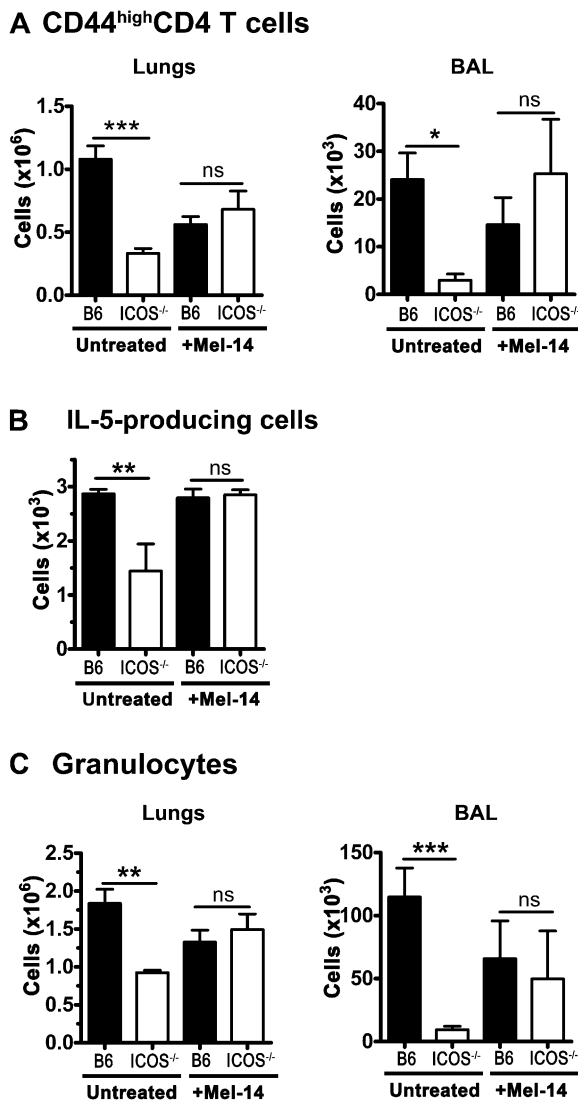 A CD44highCD4 T cells
Lungs
BAL
Cells (x10⁶)
1.5
1.0
0.5
0.0
***
ns
B6 ICOS-/- B6 ICOS-/-
Untreated +Mel-14
Cells (x10³)
40
30
20
10
0
*
ns
B6 ICOS-/- B6 ICOS-/-
Untreated +Mel-14
B IL-5-producing cells
Cells (x10³)
3
2
1
0
**
ns
B6 ICOS-/- B6 ICOS-/-
Untreated +Mel-14
C Granulocytes
Lungs
BAL
Cells (x10⁶)
2.5
2.0
1.5
1.0
0.5
0.0
**
ns
B6 ICOS-/- B6 ICOS-/-
Untreated +Mel-14
Cells (x10³)
150
100
50
0
***
ns
B6 ICOS-/- B6 ICOS-/-
Untreated +Mel-14